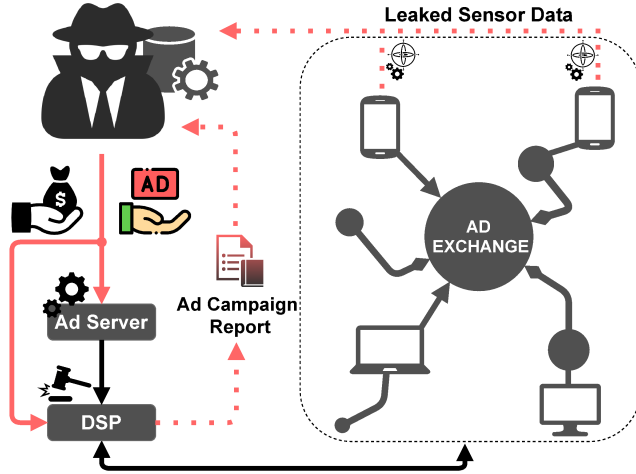 Leaked Sensor Data
$
AD
AD
EXCHANGE
Ad Campaign
Report
Ad Server
DSP